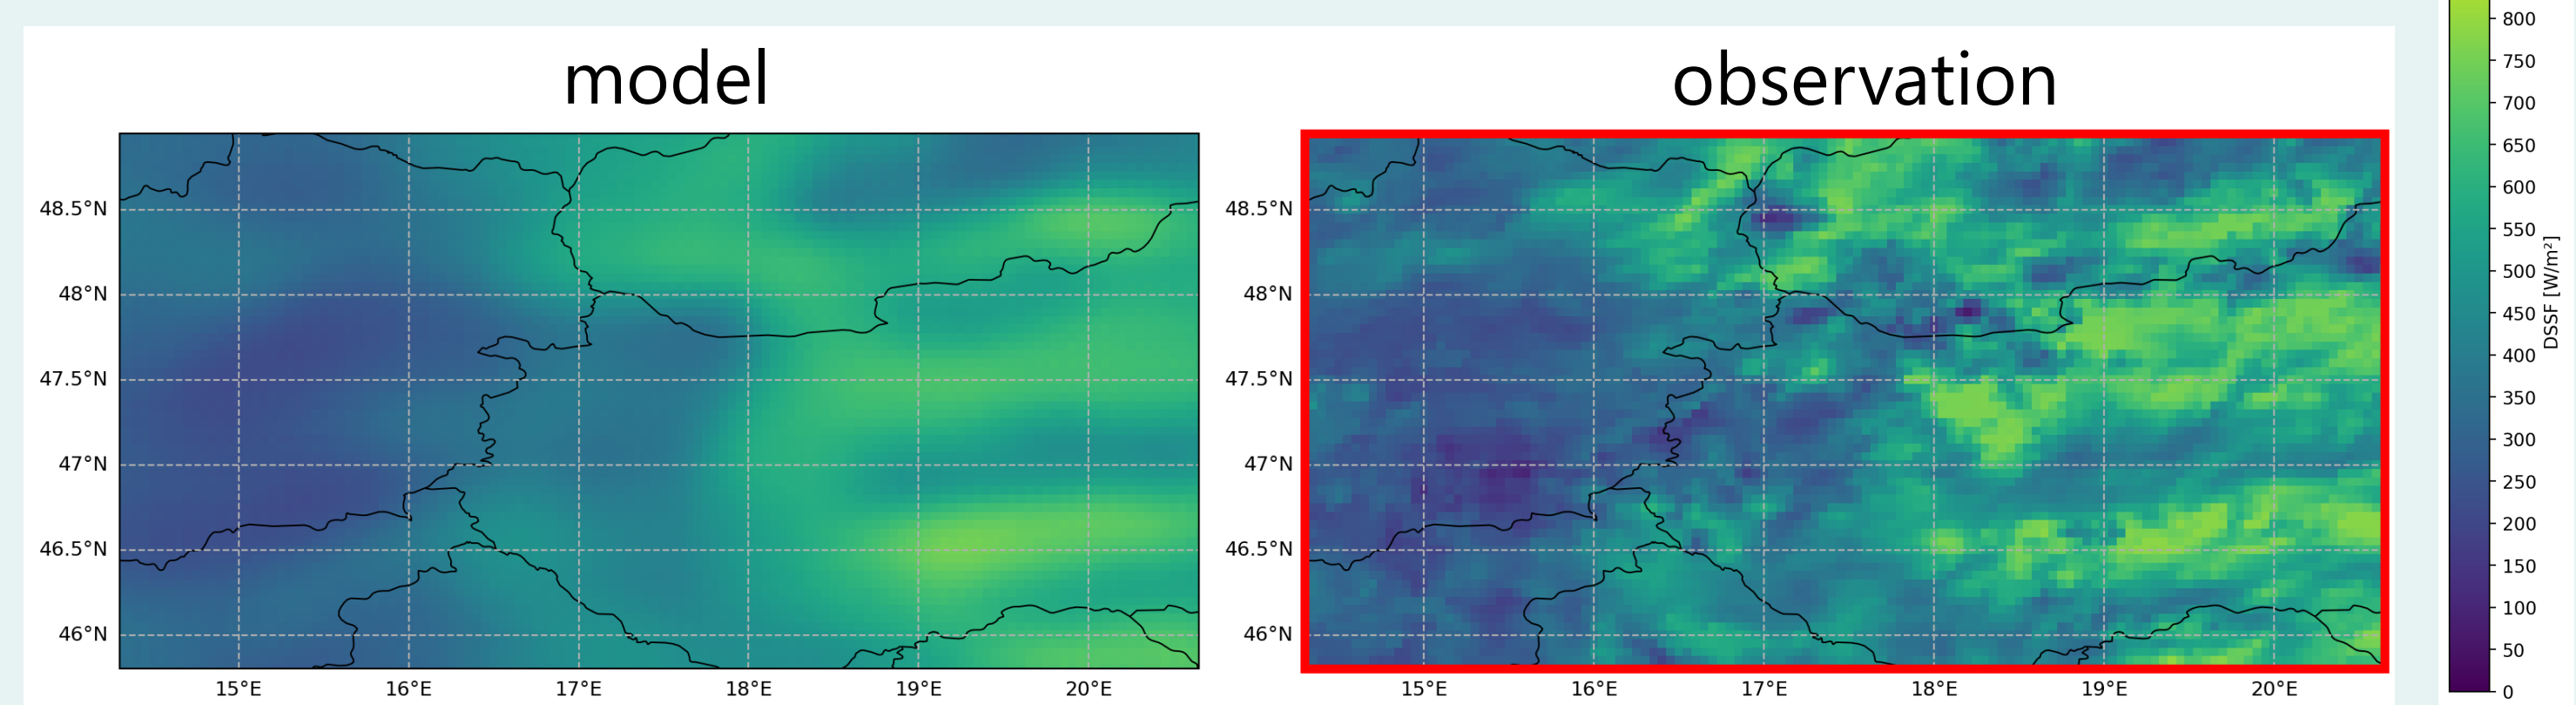 model
observation
48.5°N
48°N
47.5°N
47°N
46.5°N
46°N
15°E 16°E 17°E 18°E 19°E 20°E
48.5°N
48°N
47.5°N
47°N
46.5°N
46°N
15°E 16°E 17°E 18°E 19°E 20°E
800
750
700
650
600
550
500
450
400
350
300
250
200
150
100
50
0
DSSF [W/m²]